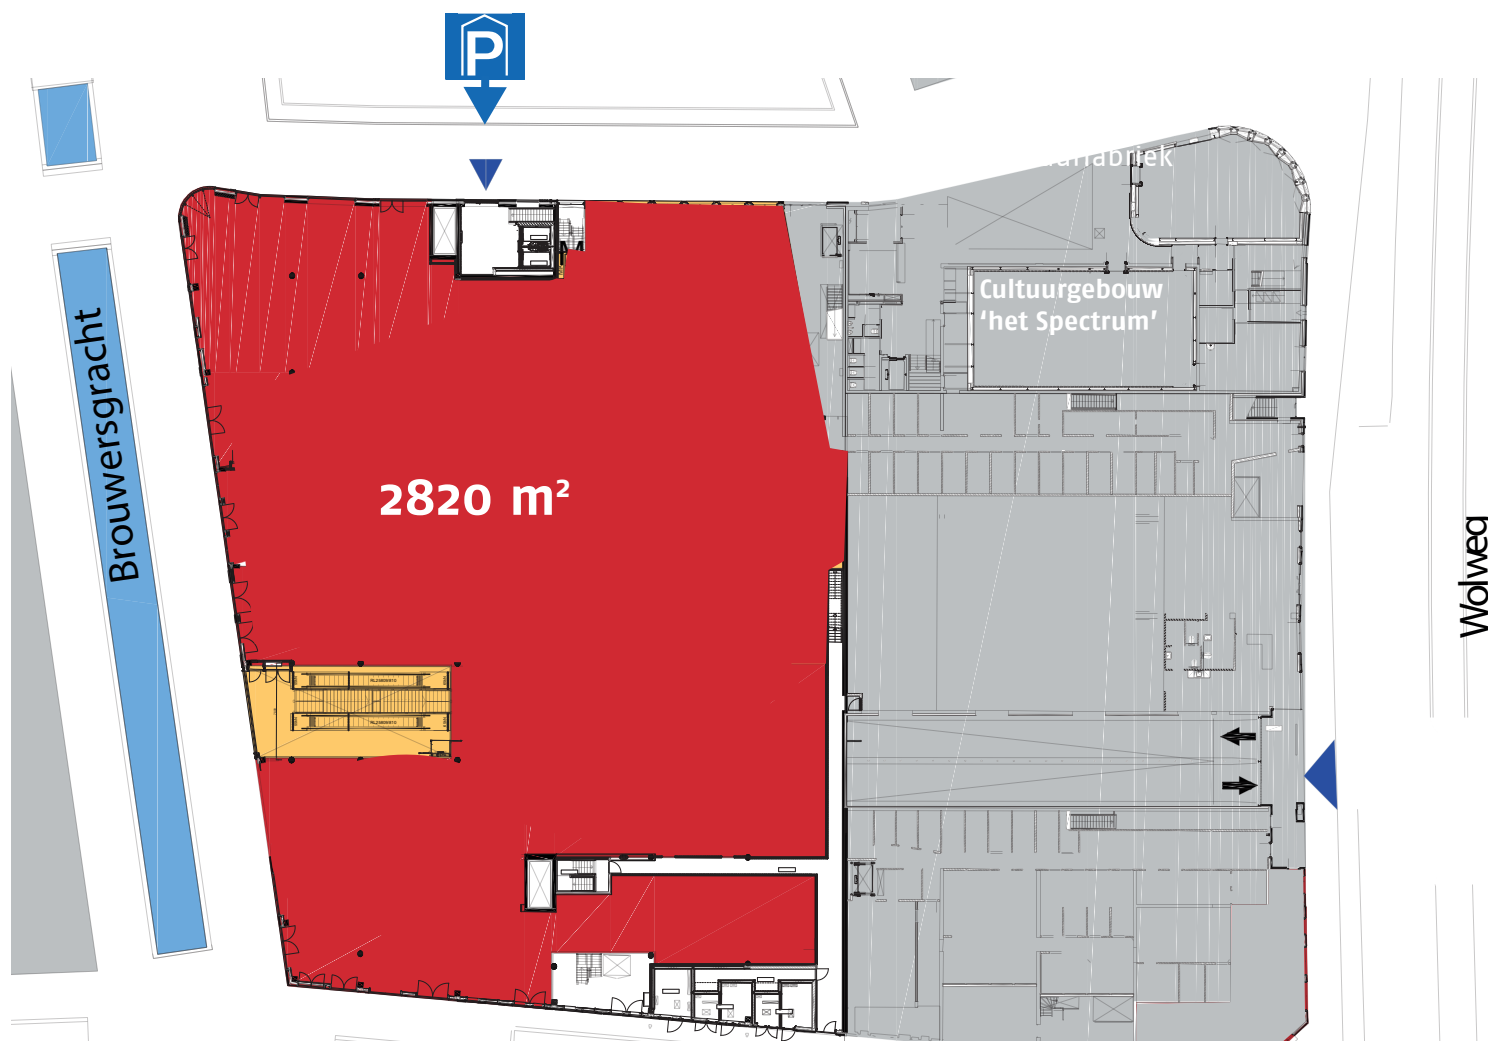 P
Cultuurgebouw
‘het Spectrum’
Brouwersgracht
2820 m²
Wolweg